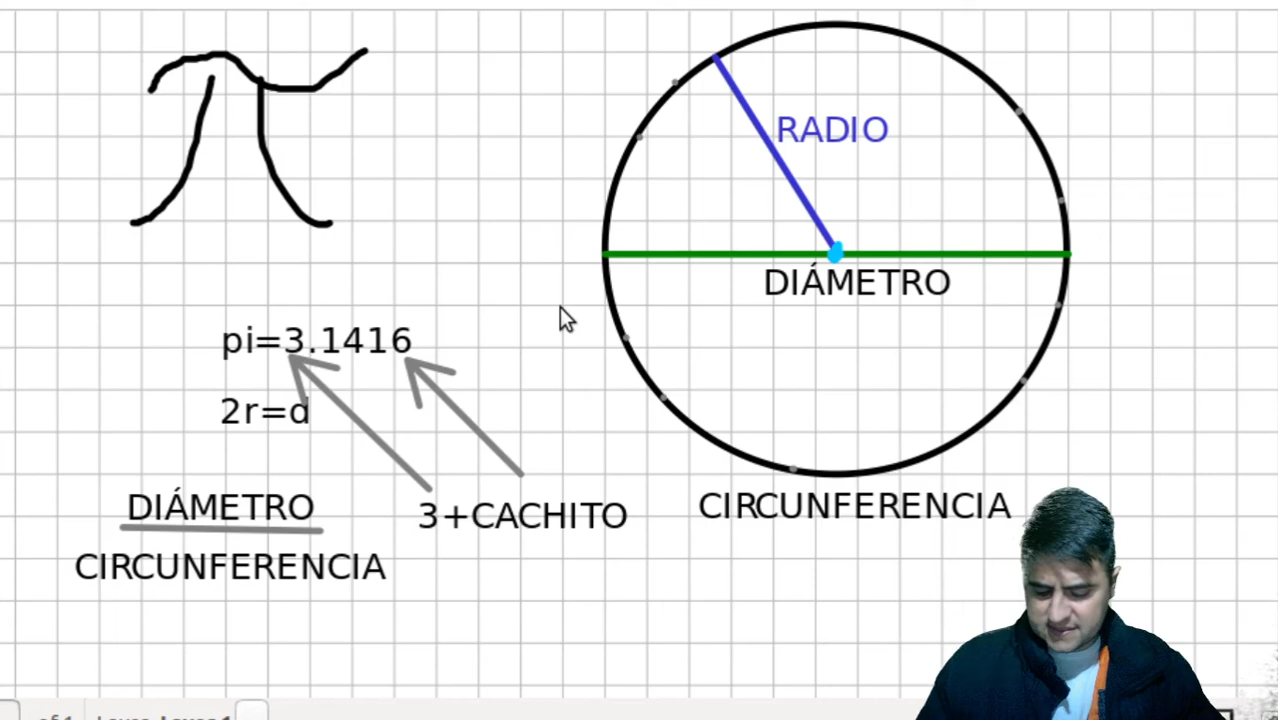 π
RADIO
DIÁMETRO
pi=3.1416
2r=d
DIÁMETRO
CIRCUNFERENCIA
3+CACHITO
CIRCUNFERENCIA